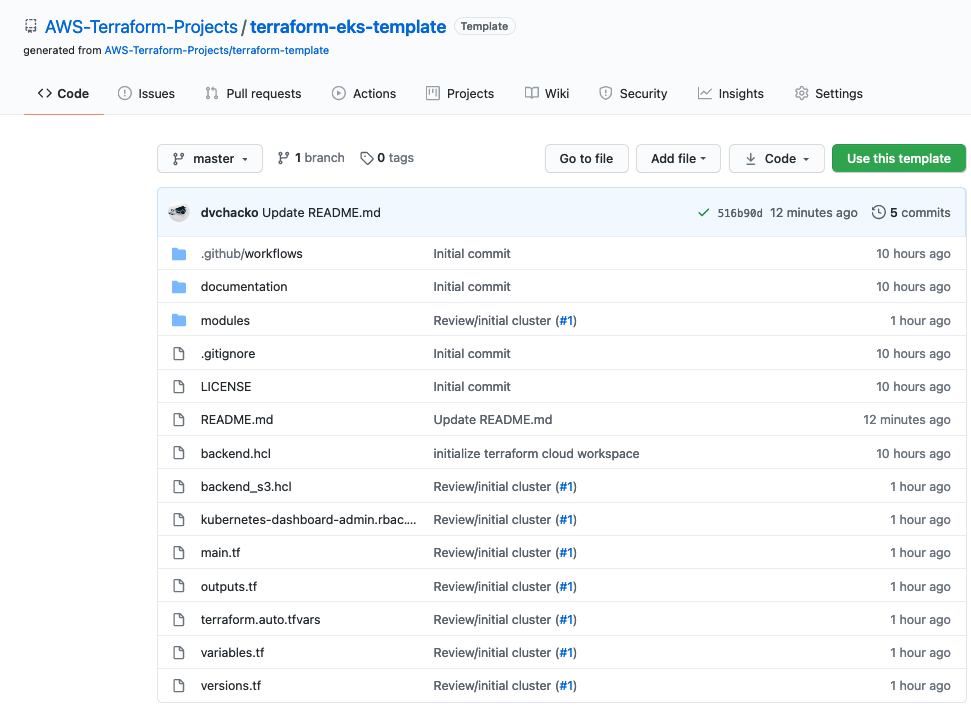 AWS-Terraform-Projects / terraform-eks-template Template
generated from AWS-Terraform-Projects/terraform-template
Code Issues Pull requests Actions Projects Wiki Security Insights Settings
master 1 branch 0 tags Go to file Add file Code Use this template
dvchacko Update README.md 516b90d 12 minutes ago 5 commits
.github/workflows Initial commit 10 hours ago
documentation Initial commit 10 hours ago
modules Review/initial cluster (#1) 1 hour ago
.gitignore Initial commit 10 hours ago
LICENSE Initial commit 10 hours ago
README.md Update README.md 12 minutes ago
backend.hcl initialize terraform cloud workspace 10 hours ago
backend_s3.hcl Review/initial cluster (#1) 1 hour ago
kubernetes-dashboard-admin.rbac.... Review/initial cluster (#1) 1 hour ago
main.tf Review/initial cluster (#1) 1 hour ago
outputs.tf Review/initial cluster (#1) 1 hour ago
terraform.auto.tfvars Review/initial cluster (#1) 1 hour ago
variables.tf Review/initial cluster (#1) 1 hour ago
versions.tf Review/initial cluster (#1) 1 hour ago